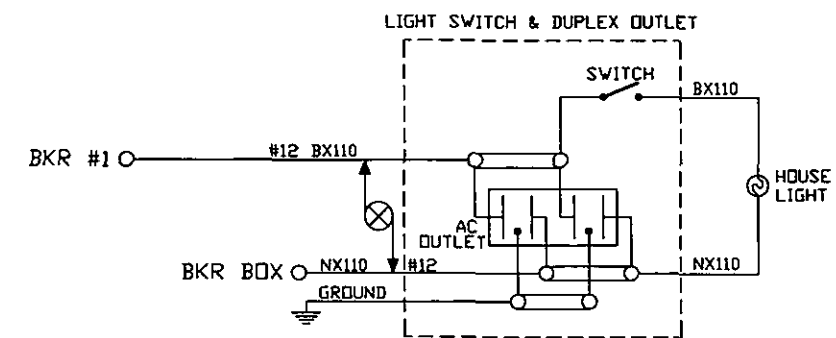 LIGHT SWITCH & DUPLEX OUTLET
SWITCH
BX110
BKR #1
#12 BX110
HOUSE
LIGHT
AC
OUTLET
BKR BOX
NX110
#12
NX110
GROUND